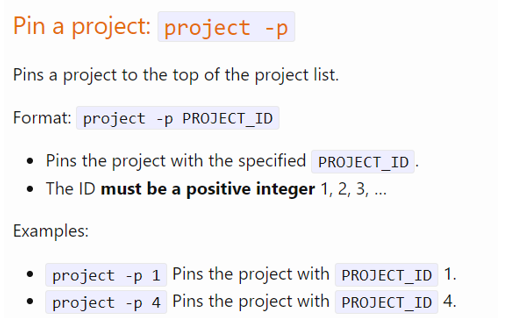 Pin a project: project -p
Pins a project to the top of the project list.
Format: project -p PROJECT_ID
• Pins the project with the specified PROJECT_ID .
• The ID must be a positive integer 1, 2, 3, ...
Examples:
• project -p 1 Pins the project with PROJECT_ID 1.
• project -p 4 Pins the project with PROJECT_ID 4.